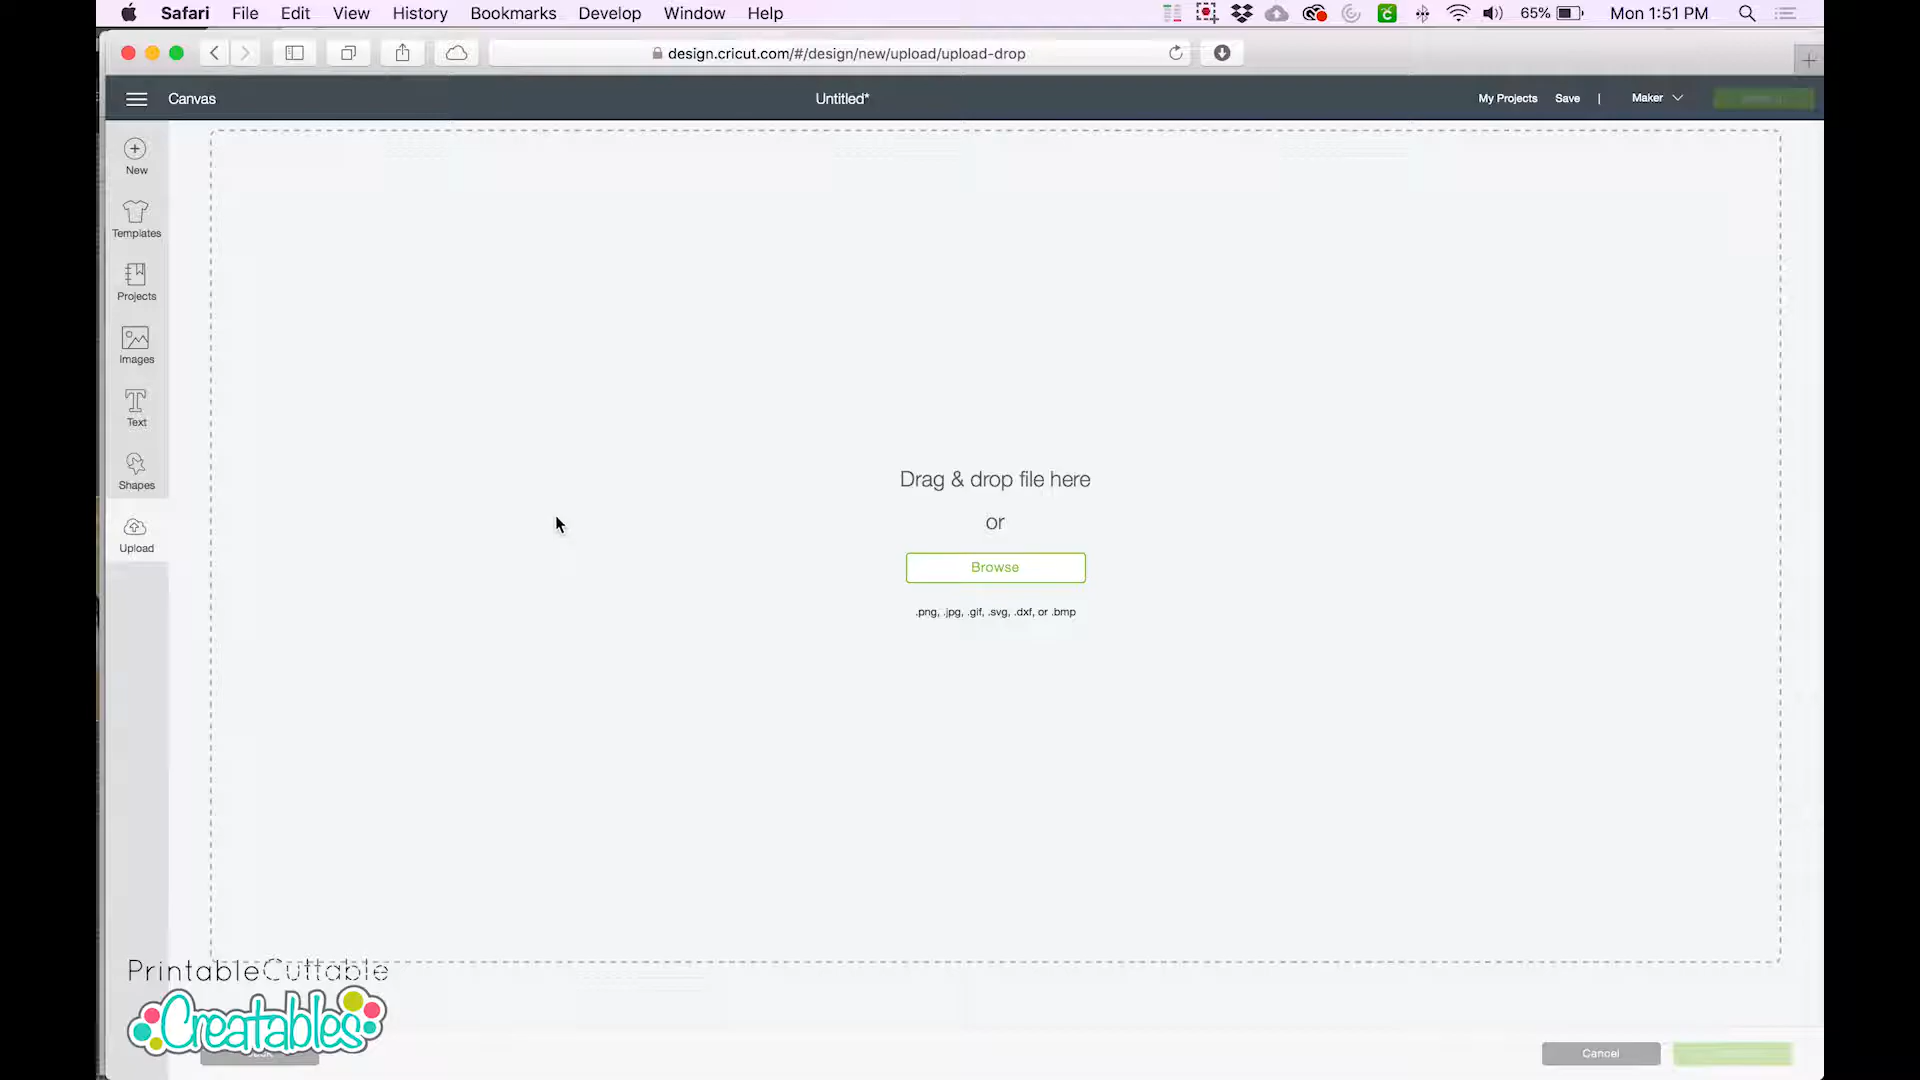 Safari File Edit View History Bookmarks Develop Window Help 65% Mon 1:51 PM
design.cricut.com/#/design/new/upload/upload-drop
Canvas Untitled* My Projects Save | Maker
New
Templates
Projects
Images
Text
Shapes
Upload
Drag & drop file here
or
Browse
.png, .jpg, .gif, .svg, .dxf, or .bmp
PrintableCuttable
Creatables
Cancel